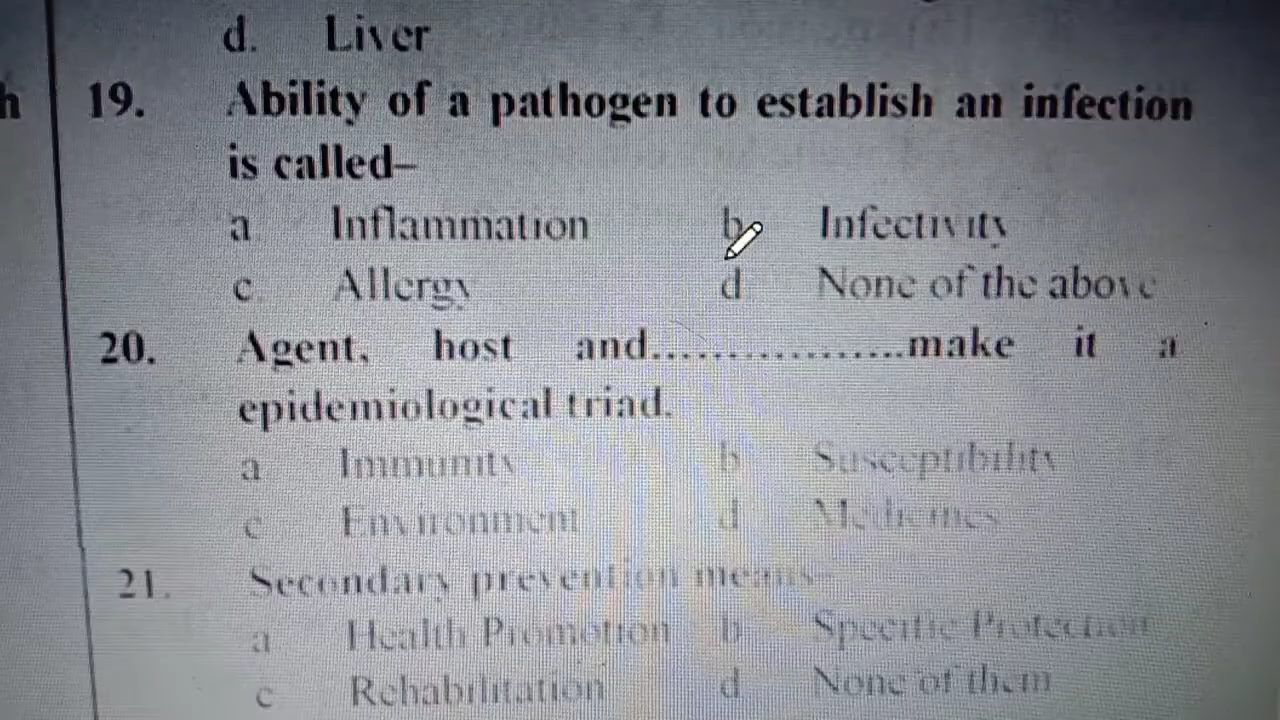 d. Liver
h
19. Ability of a pathogen to establish an infection
is called–
a Inflammation b Infectivity
c Allergy d None of the above
20. Agent, host and..................make it a
epidemiological triad.
a Immunity b Susceptibility
c Environment d Medicines
21. Secondary prevention means–
a Health Promotion b Specific Protection
c Rehabilitation d None of them